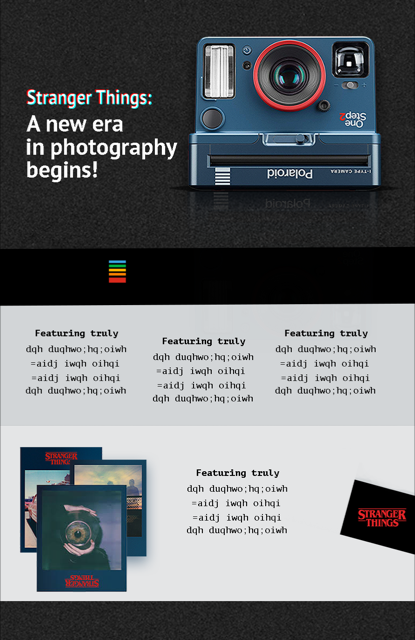 Stranger Things:
A new era
in photography
begins!
One
Step2
Polaroid
I-TYPE CAMERA
Featuring truly
dqh duqhwo;hq;oiwh
=aidj iwqh oihqi
=aidj iwqh oihqi
dqh duqhwo;hq;oiwh
Featuring truly
dqh duqhwo;hq;oiwh
=aidj iwqh oihqi
=aidj iwqh oihqi
dqh duqhwo;hq;oiwh
Featuring truly
dqh duqhwo;hq;oiwh
=aidj iwqh oihqi
=aidj iwqh oihqi
dqh duqhwo;hq;oiwh
STRANGER
THINGS
STRANGER
THINGS
Featuring truly
dqh duqhwo;hq;oiwh
=aidj iwqh oihqi
=aidj iwqh oihqi
dqh duqhwo;hq;oiwh
STRANGER
THINGS